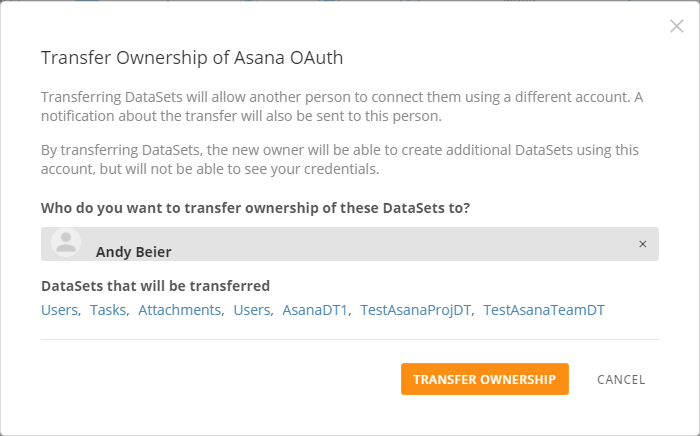 Transfer Ownership of Asana OAuth
Transferring DataSets will allow another person to connect them using a different account. A
notification about the transfer will also be sent to this person.
By transferring DataSets, the new owner will be able to create additional DataSets using this
account, but will not be able to see your credentials.
Who do you want to transfer ownership of these DataSets to?
Andy Beier ×
DataSets that will be transferred
Users, Tasks, Attachments, Users, AsanaDT1, TestAsanaProjDT, TestAsanaTeamDT
TRANSFER OWNERSHIP CANCEL